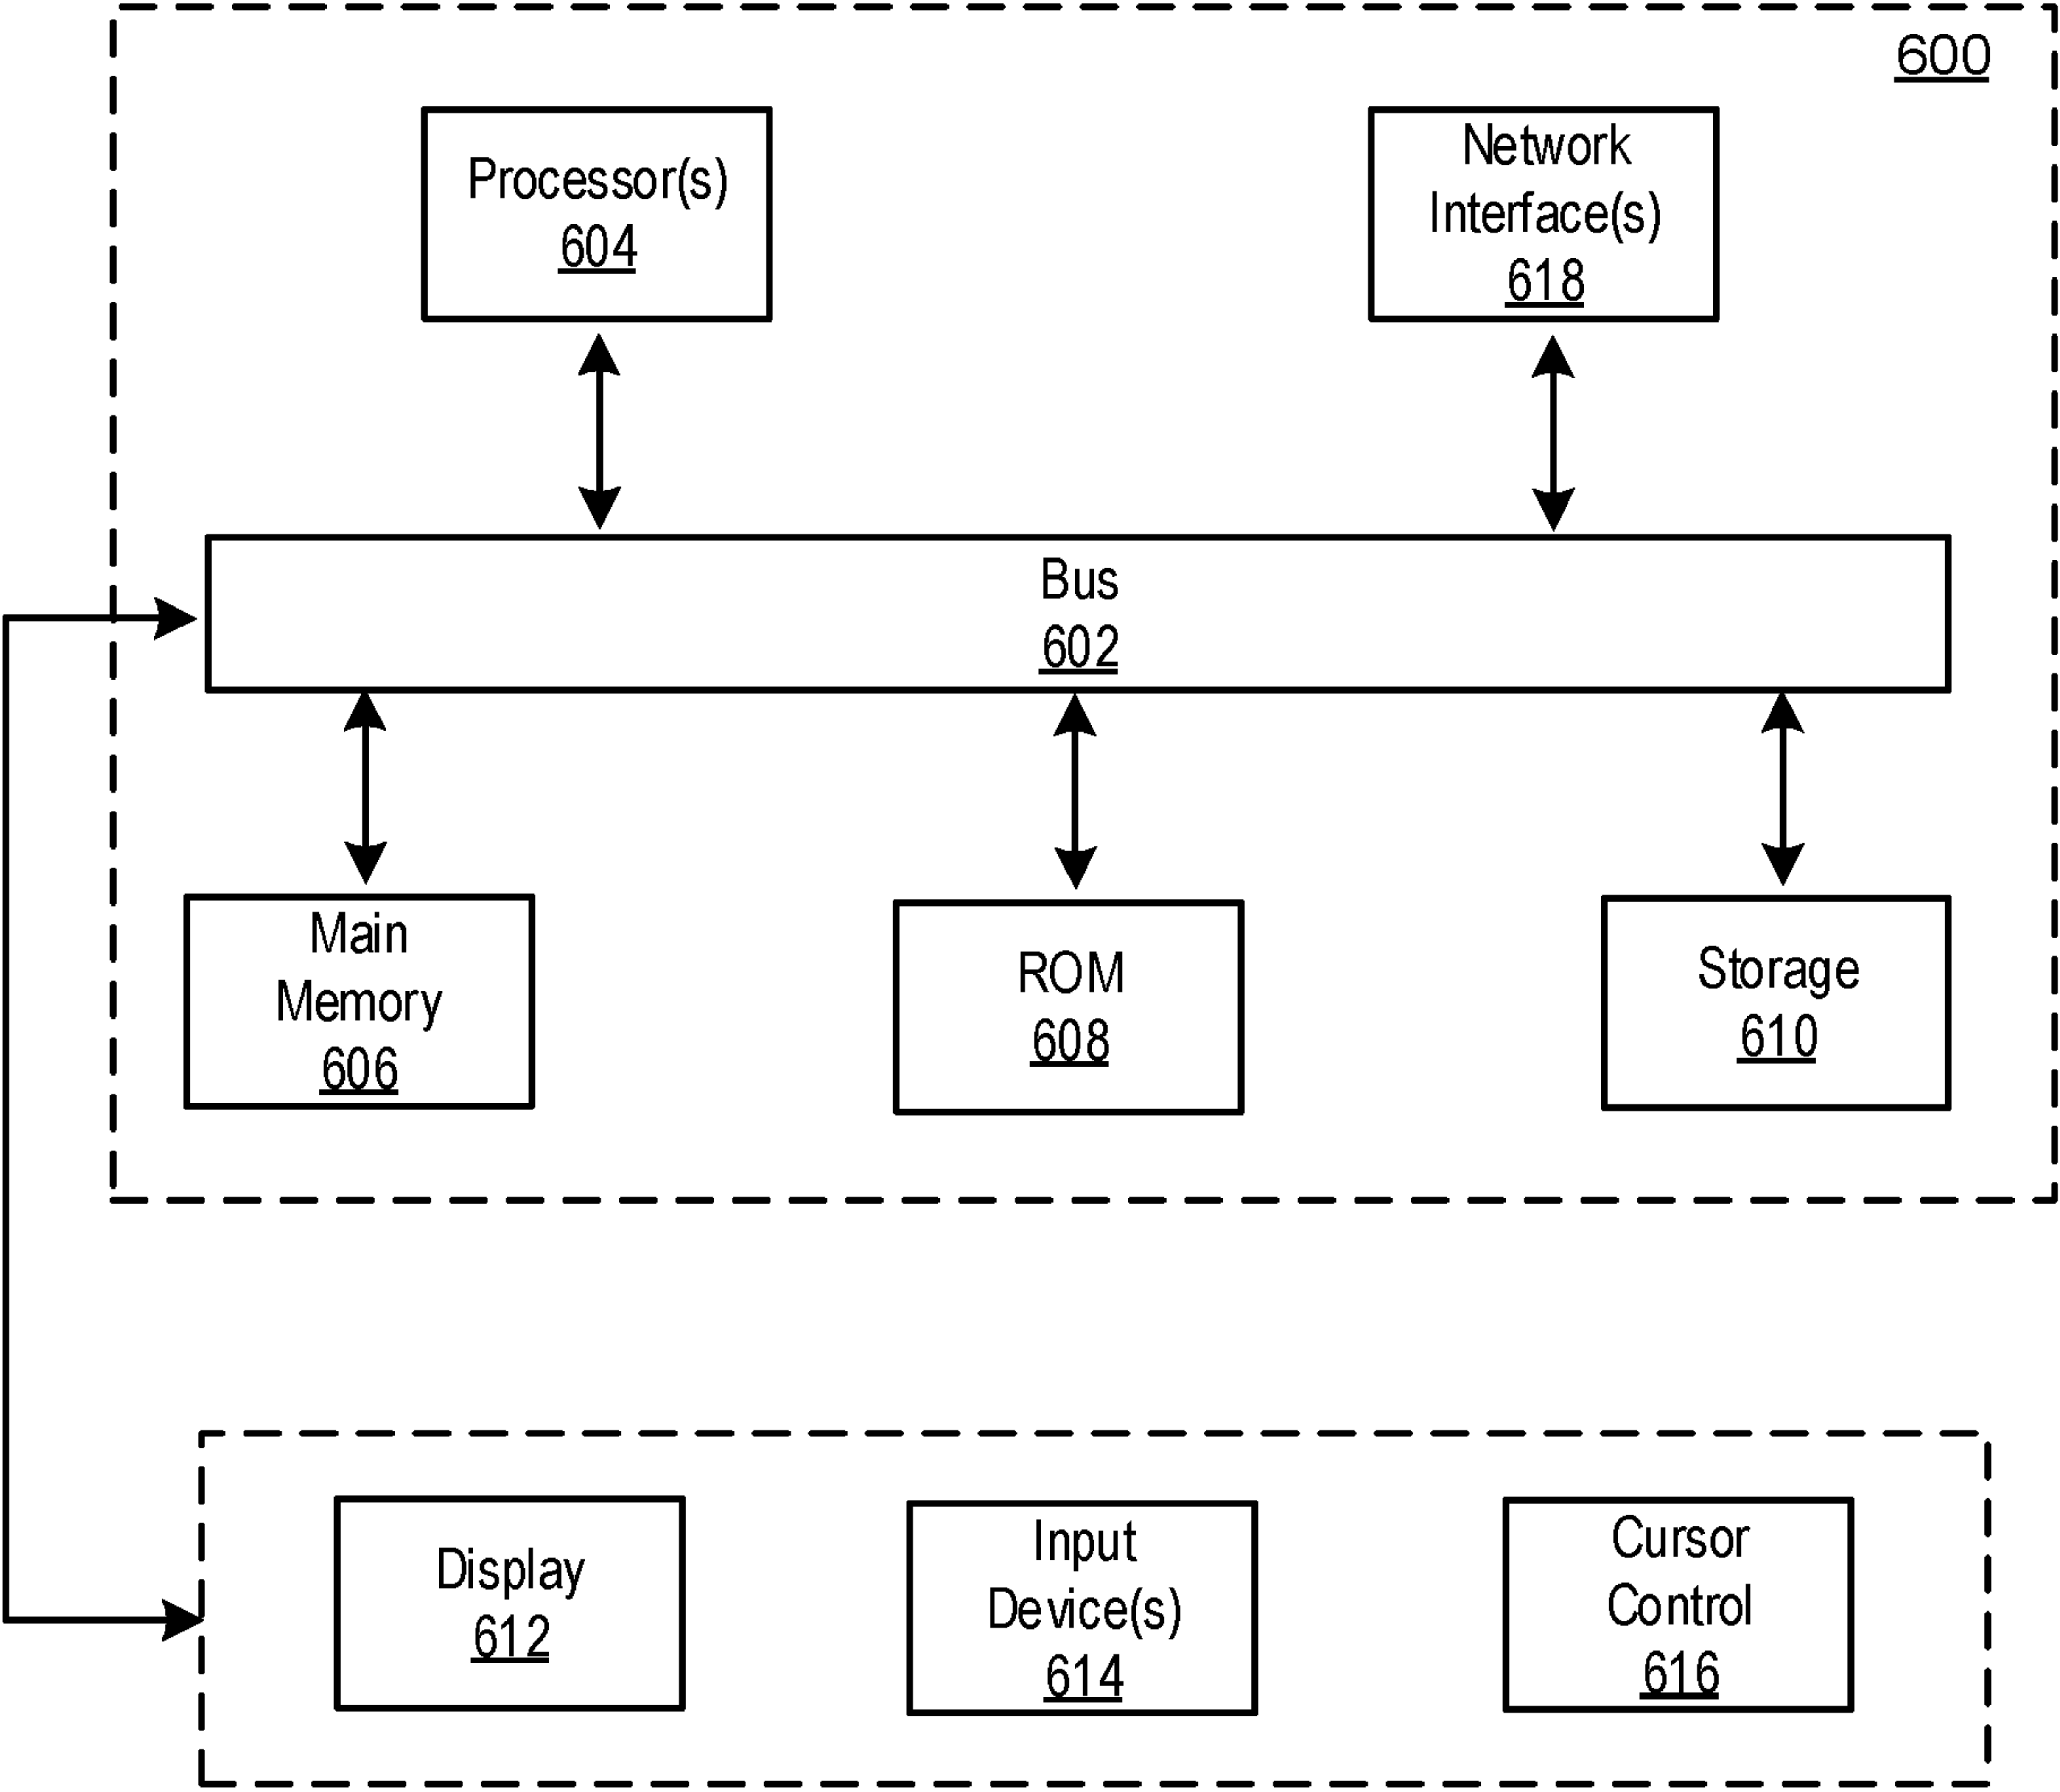 600
Processor(s)
604
Network
Interface(s)
618
Bus
602
Main
Memory
606
ROM
608
Storage
610
Display
612
Input
Device(s)
614
Cursor
Control
616